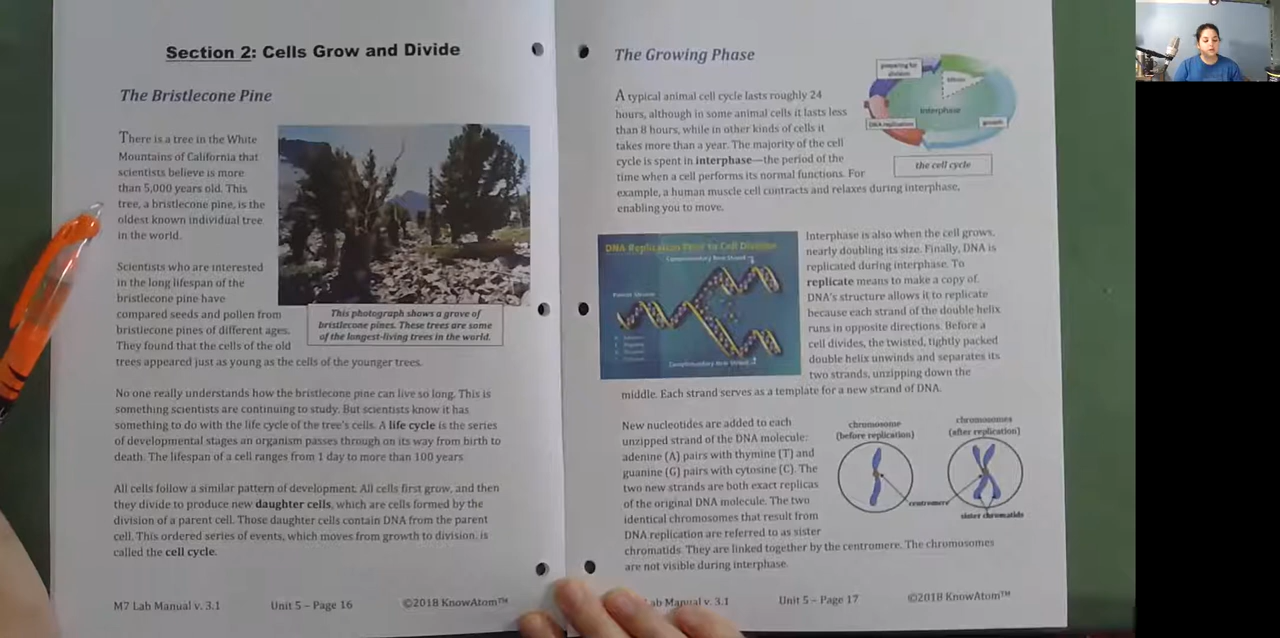 Section 2: Cells Grow and Divide
The Bristlecone Pine
There is a tree in the White
Mountains of California that
scientists believe is more
than 5,000 years old. This
tree, a bristlecone pine, is the
oldest known individual tree
in the world.
Scientists who are interested
in the long lifespan of the
bristlecone pine have
compared seeds and pollen from
bristlecone pines of different ages.
They found that the cells of the old
trees appeared just as young as the cells of the younger trees.
This photograph shows a grove of
bristlecone pines. These trees are some
of the longest-living trees in the world.
No one really understands how the bristlecone pine can live so long. This is
something scientists are continuing to study. But scientists know it has
something to do with the life cycle of the tree's cells. A life cycle is the series
of developmental stages an organism passes through on its way from birth to
death. The lifespan of a cell ranges from 1 day to more than 100 years
All cells follow a similar pattern of development. All cells first grow, and then
they divide to produce new daughter cells, which are cells formed by the
division of a parent cell. Those daughter cells contain DNA from the parent
cell. This ordered series of events, which moves from growth to division, is
called the cell cycle.
M7 Lab Manual v. 3.1 Unit 5 – Page 16 ©2018 KnowAtom™
The Growing Phase
A typical animal cell cycle lasts roughly 24
hours, although in some animal cells it lasts less
than 8 hours, while in other kinds of cells it
takes more than a year. The majority of the cell
cycle is spent in interphase—the period of the
time when a cell performs its normal functions. For
example, a human muscle cell contracts and relaxes during interphase,
enabling you to move.
preparing for
division
mitosis
interphase
DNA replication
growth
the cell cycle
DNA Replication Prior to Cell Division
Complementary New Strand
Parent Strands
Complementary New Strand
Interphase is also when the cell grows,
nearly doubling its size. Finally, DNA is
replicated during interphase. To
replicate means to make a copy of.
DNA's structure allows it to replicate
because each strand of the double helix
runs in opposite directions. Before a
cell divides, the twisted, tightly packed
double helix unwinds and separates its
two strands, unzipping down the
middle. Each strand serves as a template for a new strand of DNA.
New nucleotides are added to each
unzipped strand of the DNA molecule:
adenine (A) pairs with thymine (T) and
guanine (G) pairs with cytosine (C). The
two new strands are both exact replicas
of the original DNA molecule. The two
identical chromosomes that result from
DNA replication are referred to as sister
chromatids. They are linked together by the centromere. The chromosomes
are not visible during interphase.
chromosome
(before replication)
chromosomes
(after replication)
centromere
sister chromatids
Lab Manual v. 3.1 Unit 5 – Page 17 ©2018 KnowAtom™